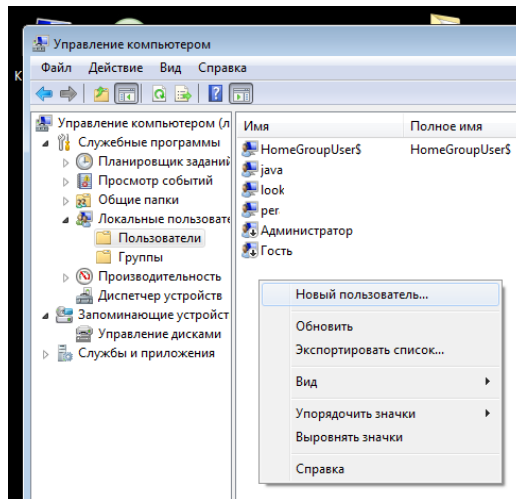 Управление компьютером
К
Файл Действие Вид Справка
Управление компьютером (л
Служебные программы
Планировщик заданий
Просмотр событий
Общие папки
Локальные пользовате
Пользователи
Группы
Производительность
Диспетчер устройств
Запоминающие устройст
Управление дисками
Службы и приложения
Имя Полное имя
HomeGroupUser$ HomeGroupUser$
java
look
per
Администратор
Гость
Новый пользователь...
Обновить
Экспортировать список...
Вид
Упорядочить значки
Выровнять значки
Справка